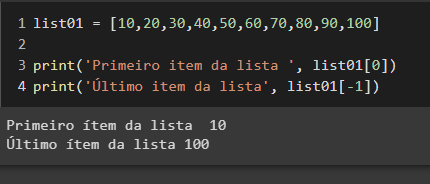 1 list01 = [10,20,30,40,50,60,70,80,90,100]
2
3 print('Primeiro item da lista ', list01[0])
4 print('Último item da lista', list01[-1])
Primeiro ítem da lista  10
Último ítem da lista 100